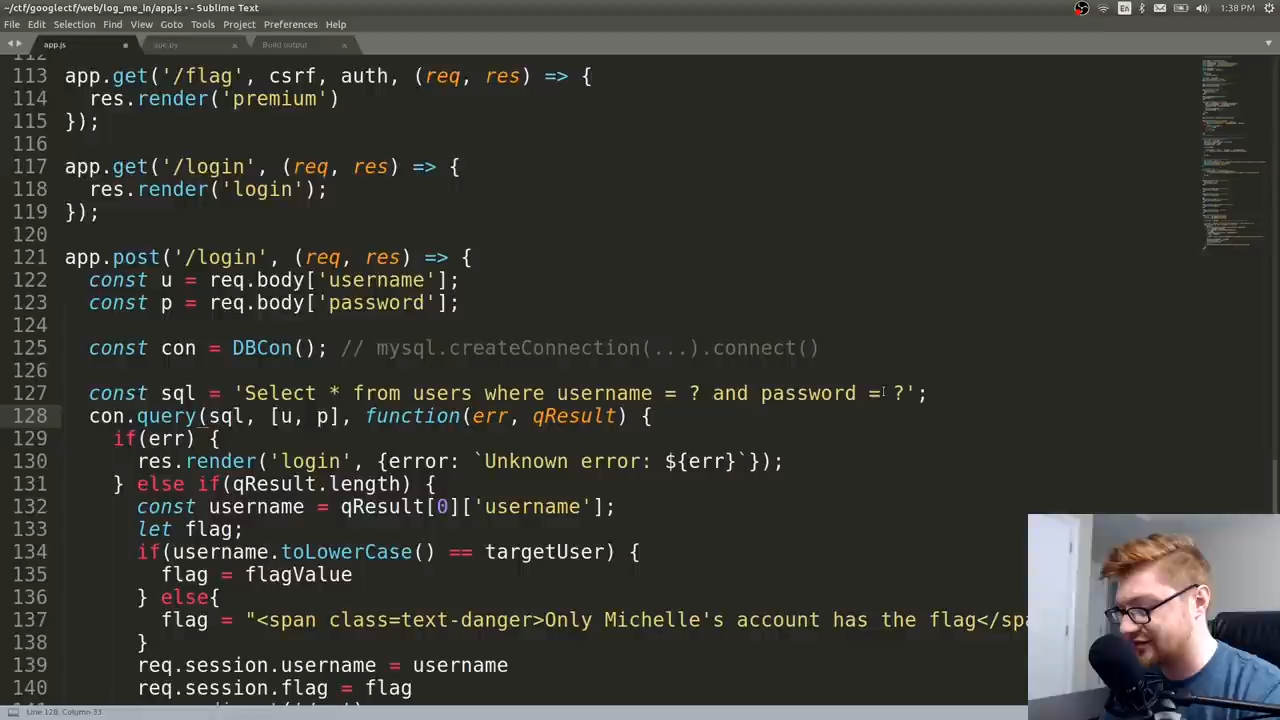 ~/ctf/googlectf/web/log_me_in/app.js • - Sublime Text
En 1:38 PM
File Edit Selection Find View Goto Tools Project Preferences Help
app.js Build output
112
113 app.get('/flag', csrf, auth, (req, res) => {
114 res.render('premium')
115 });
116
117 app.get('/login', (req, res) => {
118 res.render('login');
119 });
120
121 app.post('/login', (req, res) => {
122 const u = req.body['username'];
123 const p = req.body['password'];
124
125 const con = DBCon(); // mysql.createConnection(...).connect()
126
127 const sql = 'Select * from users where username = ? and password = ?';
128 con.query(sql, [u, p], function(err, qResult) {
129 if(err) {
130 res.render('login', {error: `Unknown error: ${err}`});
131 } else if(qResult.length) {
132 const username = qResult[0]['username'];
133 let flag;
134 if(username.toLowerCase() == targetUser) {
135 flag = flagValue
136 } else{
137 flag = "<span class=text-danger>Only Michelle's account has the flag</spa
138 }
139 req.session.username = username
140 req.session.flag = flag
Line 128, Column 33